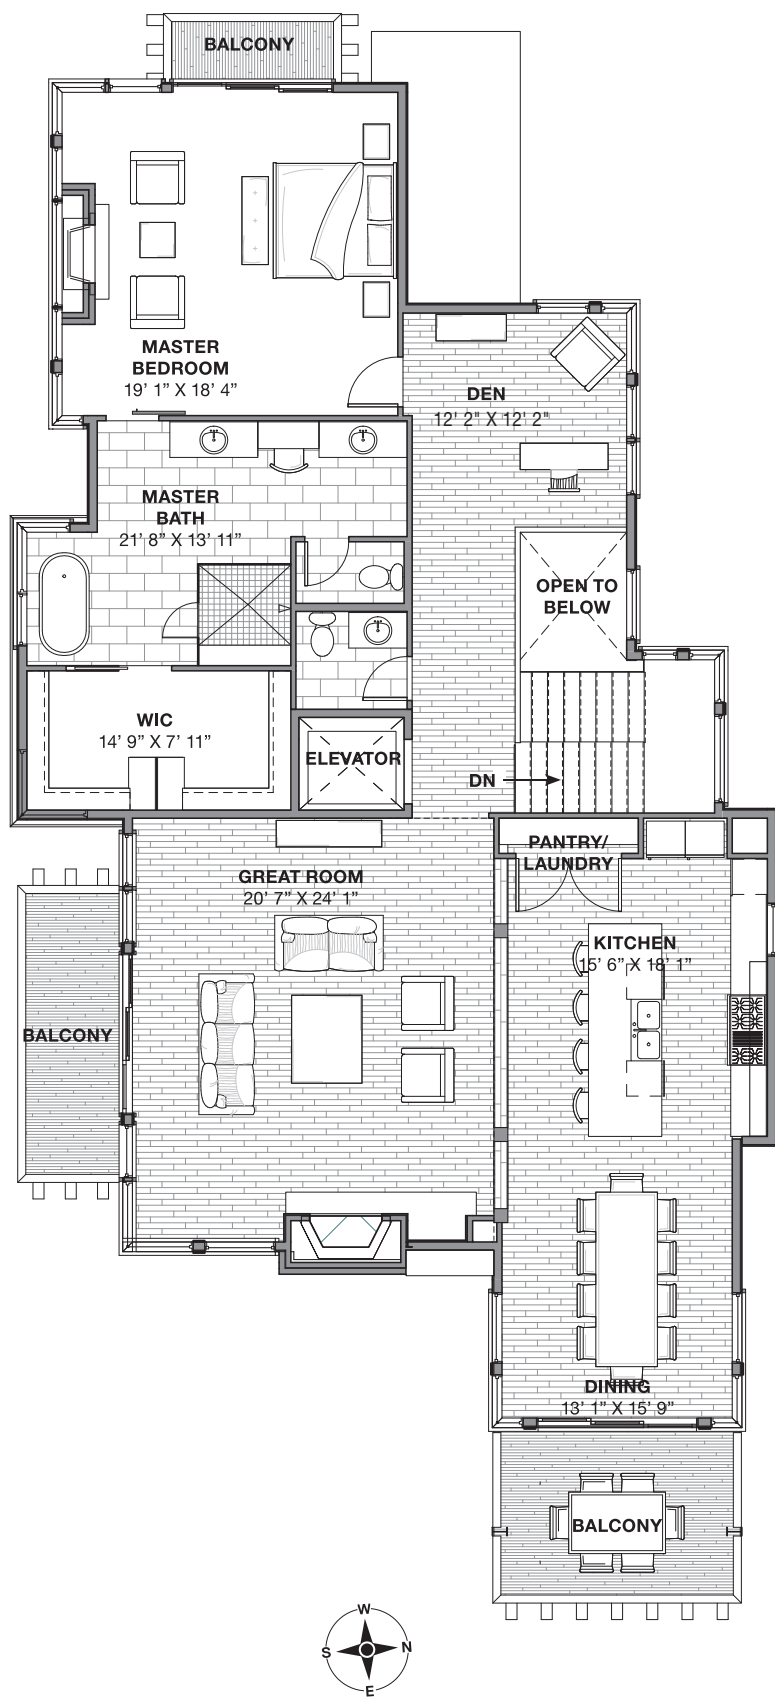 BALCONY
MASTER
BEDROOM
19' 1” X 18' 4”
DEN
12' 2" X 12' 2"
MASTER
BATH
21' 8” X 13' 11”
OPEN TO
BELOW
WIC
14' 9” X 7' 11”
ELEVATOR
DN
PANTRY/
LAUNDRY
GREAT ROOM
20' 7” X 24' 1”
KITCHEN
15' 6” X 18' 1”
BALCONY
DINING
13' 1” X 15' 9”
BALCONY
W
S
N
E